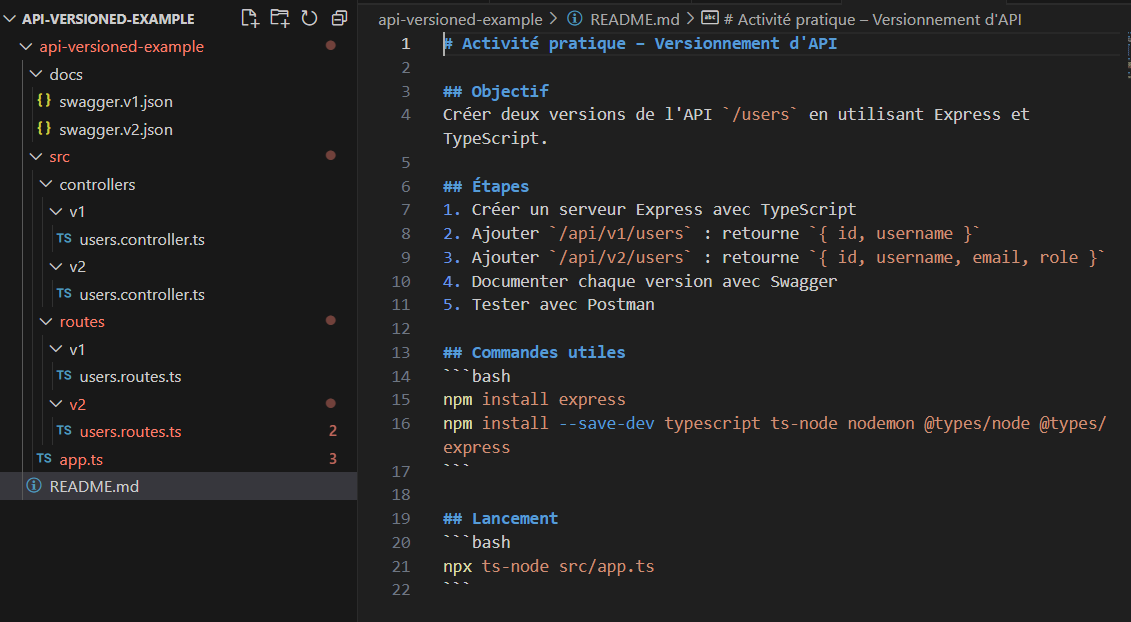 API-VERSIONED-EXAMPLE
api-versioned-example
docs
{} swagger.v1.json
{} swagger.v2.json
src
controllers
v1
TS users.controller.ts
v2
TS users.controller.ts
routes
v1
TS users.routes.ts
v2
TS users.routes.ts 2
TS app.ts 3
README.md
api-versioned-example > README.md > abc # Activité pratique – Versionnement d'API
1 # Activité pratique – Versionnement d'API
2
3 ## Objectif
4 Créer deux versions de l'API `/users` en utilisant Express et
TypeScript.
5
6 ## Étapes
7 1. Créer un serveur Express avec TypeScript
8 2. Ajouter `/api/v1/users` : retourne `{ id, username }`
9 3. Ajouter `/api/v2/users` : retourne `{ id, username, email, role }`
10 4. Documenter chaque version avec Swagger
11 5. Tester avec Postman
12
13 ## Commandes utiles
14 ```bash
15 npm install express
16 npm install --save-dev typescript ts-node nodemon @types/node @types/
express
17 ```
18
19 ## Lancement
20 ```bash
21 npx ts-node src/app.ts
22 ```